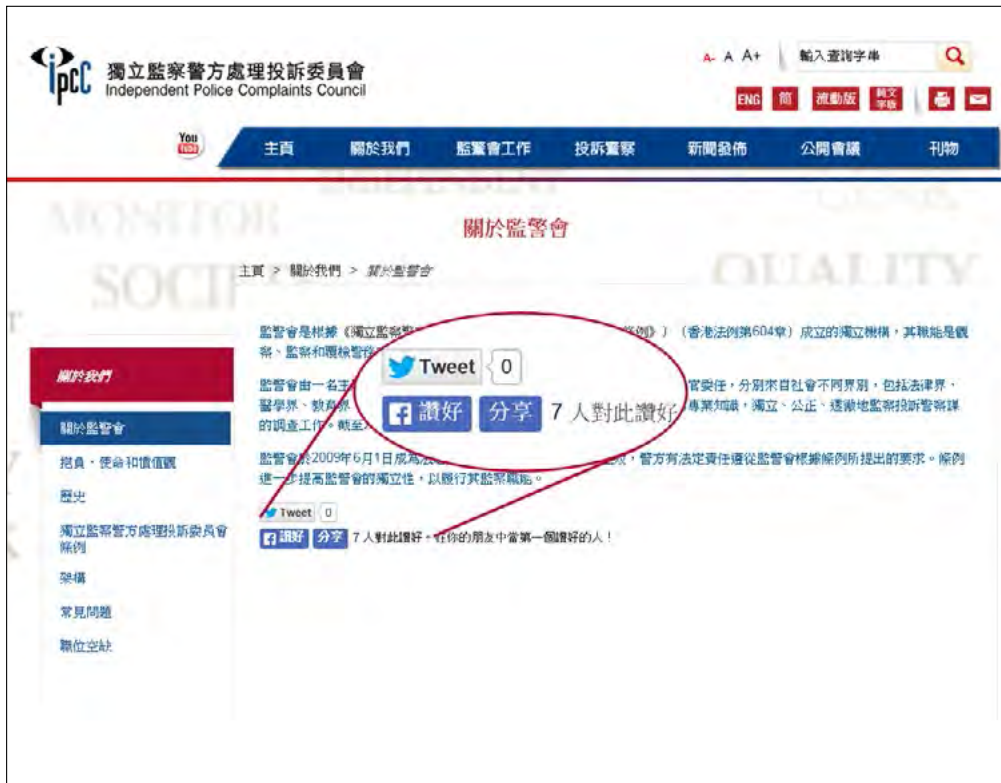 ipcc
獨立監察警方處理投訴委員會
Independent Police Complaints Council
A- A A+
輸入查詢字串
ENG 简 流動版 純文字版
You Tube
主頁 關於我們 監警會工作 投訴警察 新聞發佈 公開會議 刊物
MONITOR
SOCI
QUALITY
關於監警會
主頁 > 關於我們 > 關於監警會
關於我們
關於監警會
抱負、使命和價值觀
歷史
獨立監察警方處理投訴委員會
條例
架構
常見問題
職位空缺
監警會是根據《獨立監察警 條例》）（香港法例第604章）成立的獨立機構，其職能是觀
察、監察和覆檢警
監警會由一名主 官委任，分別來自社會不同界別，包括法律界、
醫學界、教育界 專業知識，獨立、公正、透徹地監察投訴警察課
的調查工作。截至
監警會於2009年6月1日成為法 ，警方有法定責任遵從監警會根據條例所提出的要求。條例
進一步提高監警會的獨立性，以履行其監察職能。
Tweet 0
讚好 分享 7 人對此讚好
Tweet 0
讚好 分享 7 人對此讚好。在你的朋友中當第一個讚好的人！